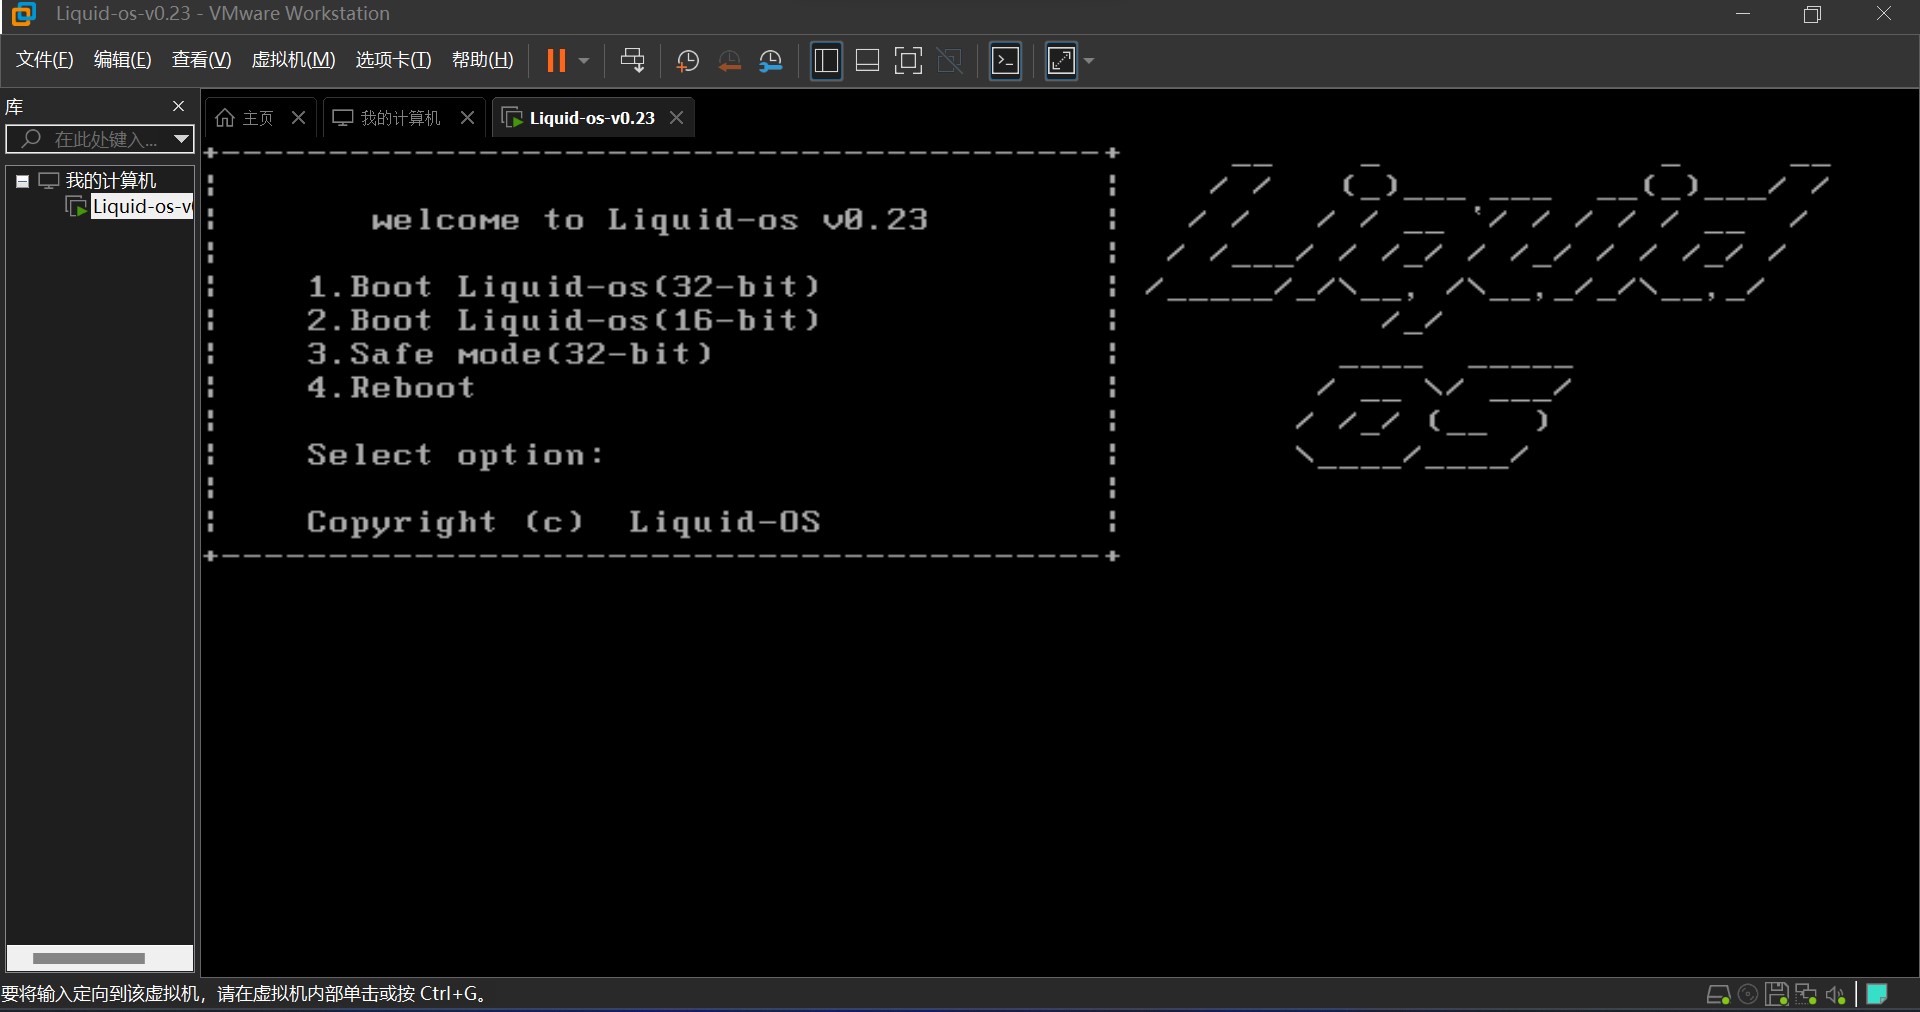 Liquid-os-v0.23 - VMware Workstation
文件(F) 编辑(E) 查看(V) 虚拟机(M) 选项卡(T) 帮助(H)
库
在此处键入...
我的计算机
Liquid-os-v
主页 我的计算机 Liquid-os-v0.23
welcome to Liquid-os v0.23
1.Boot Liquid-os(32-bit)
2.Boot Liquid-os(16-bit)
3.Safe mode(32-bit)
4.Reboot
Select option:
Copyright (c)  Liquid-OS
Liquid
OS
要将输入定向到该虚拟机，请在虚拟机内部单击或按 Ctrl+G。